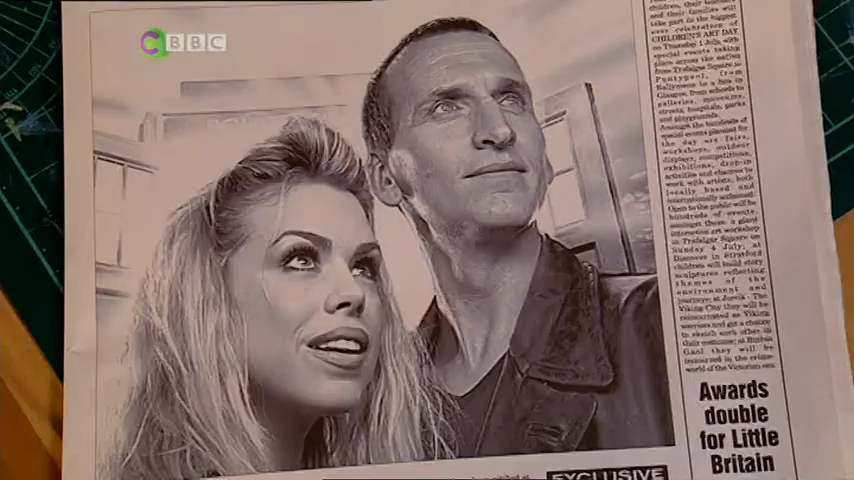 BBC
children, their teachers
and their families will
take part in the biggest
ever celebration of
CHILDREN'S ART DAY
on Thursday 1 July, with
special events taking
place across the nation
from Trafalgar Square to
Pontypool, from
Ballymena to a box in
Glasgow, from schools to
galleries, museums,
streets, hospitals, parks
and playgrounds.
Amongst the hundreds of
special events planned for
the day are fairs,
workshops, outdoor
displays, competitions,
exhibitions, drop-in
activities and chances to
work with artists, both
locally based and
internationally acclaimed.
Open to the public will be
hundreds of events,
amongst them: a giant
interactive art workshop
in Trafalgar Square on
Sunday 4 July; at
Discover in Stratford
children will build story
sculptures reflecting
themes of the
environment and
journeys; at Jorvik - The
Viking City they will be
reincarnated as Viking
weavers and get a chance
to sketch each other in
their costume; at Ruthin
Gaol they will be
immersed in the crime
world of the Victorian era.
Awards
double
for Little
Britain
EXCLUSIVE